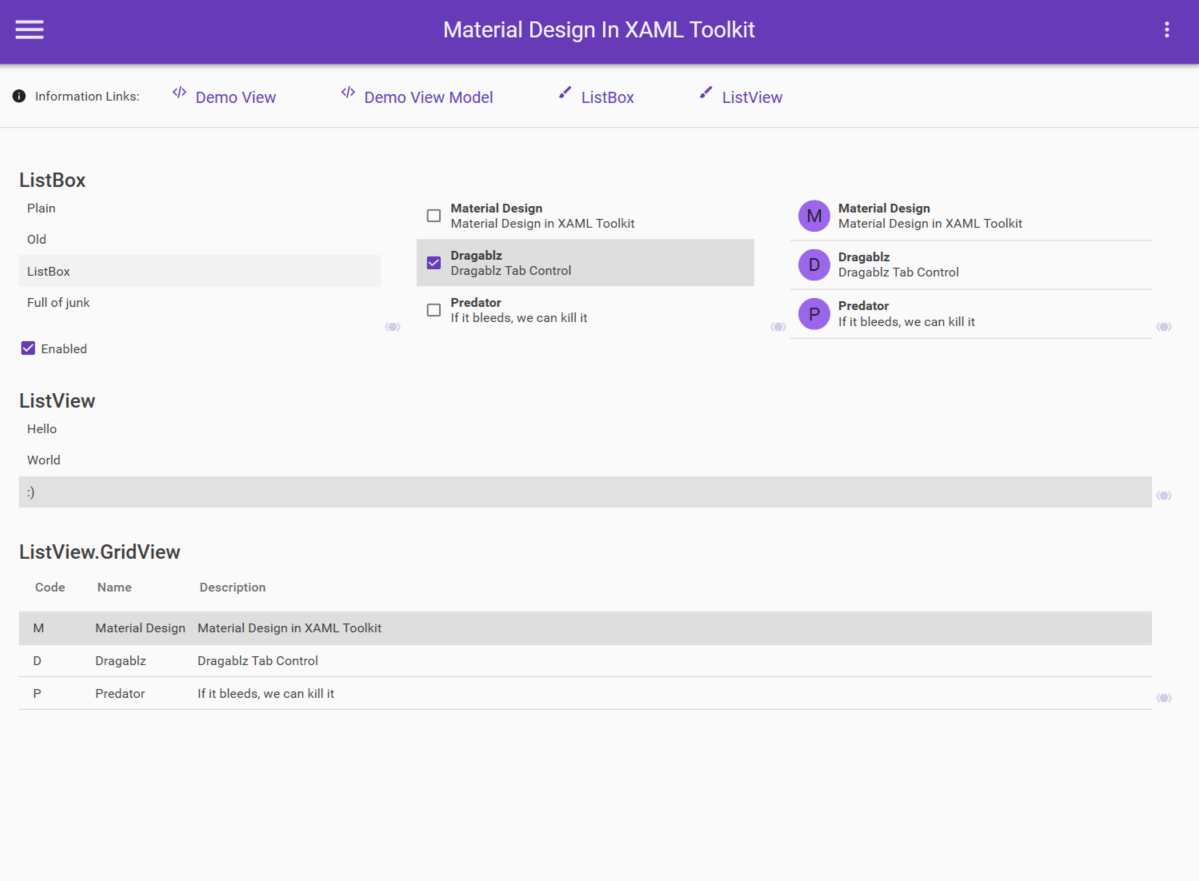 Material Design In XAML Toolkit
Information Links: Demo View Demo View Model ListBox ListView
ListBox
Plain
Old
ListBox
Full of junk
Enabled
Material Design
Material Design in XAML Toolkit
Dragablz
Dragablz Tab Control
Predator
If it bleeds, we can kill it
M
Material Design
Material Design in XAML Toolkit
D
Dragablz
Dragablz Tab Control
P
Predator
If it bleeds, we can kill it
ListView
Hello
World
:)
ListView.GridView
Code Name Description
M Material Design Material Design in XAML Toolkit
D Dragablz Dragablz Tab Control
P Predator If it bleeds, we can kill it